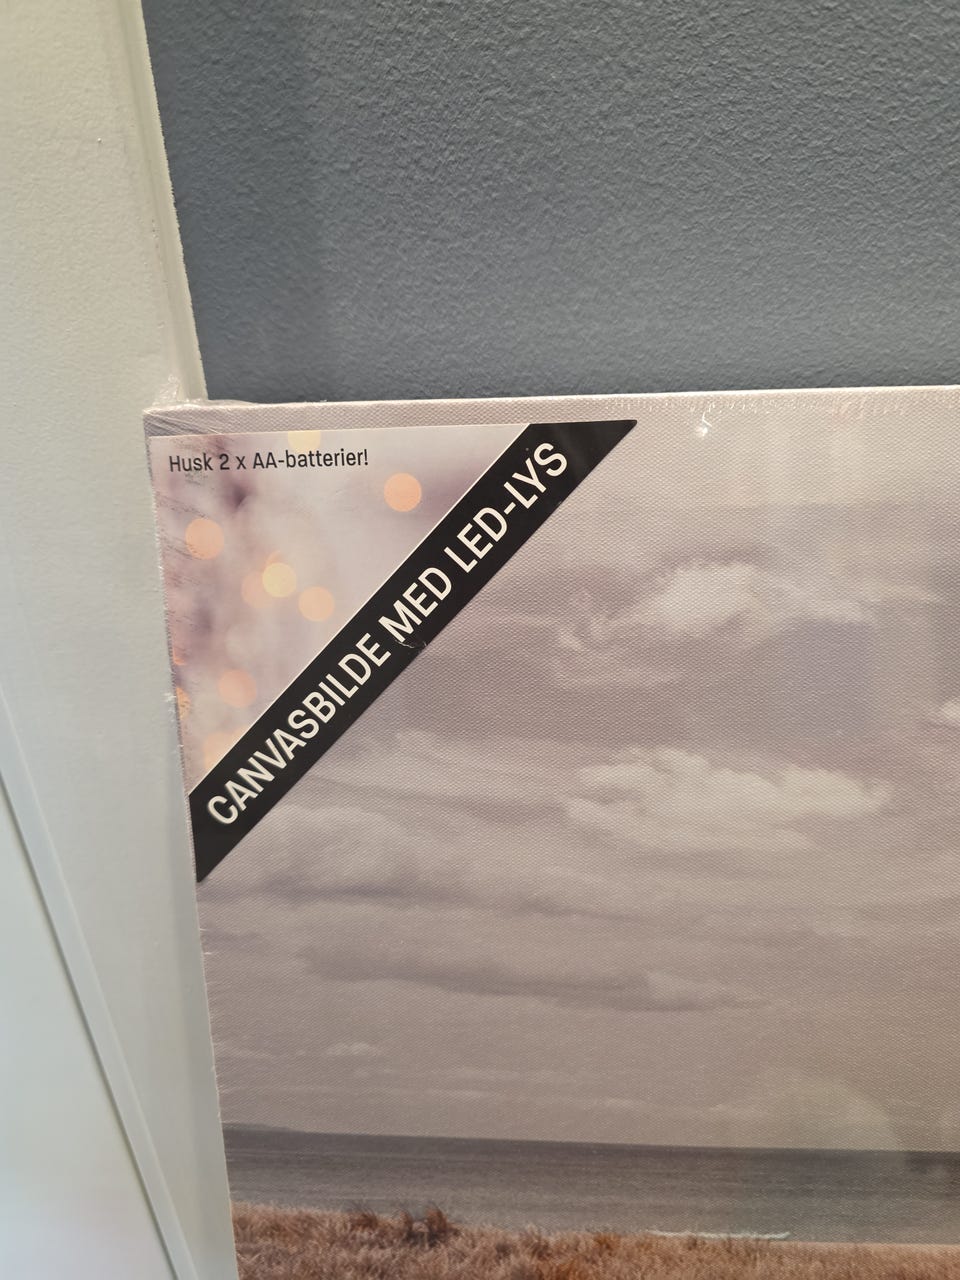 Husk 2 x AA-batterier!
CANVASBILDE MED LED-LYS